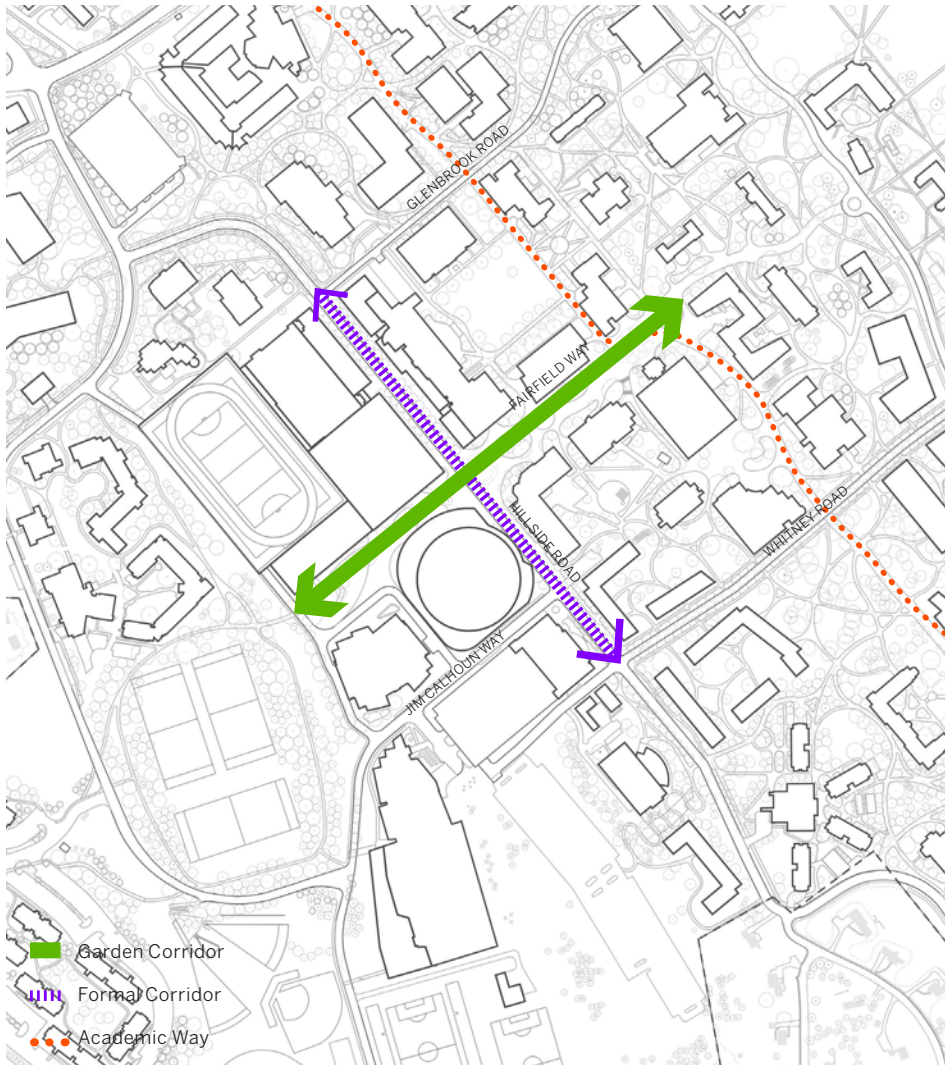 GLENBROOK ROAD
FAIRFIELD WAY
HILLSIDE ROAD
WHITNEY ROAD
JIM CALHOUN WAY
Garden Corridor
Formal Corridor
Academic Way